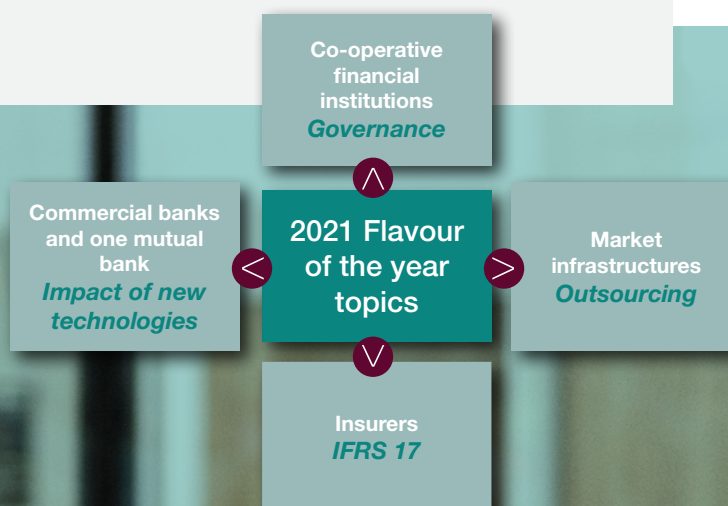 Co-operative
financial
institutions
Governance
Commercial banks
and one mutual
bank
Impact of new
technologies
2021 Flavour
of the year
topics
Market
infrastructures
Outsourcing
Insurers
IFRS 17